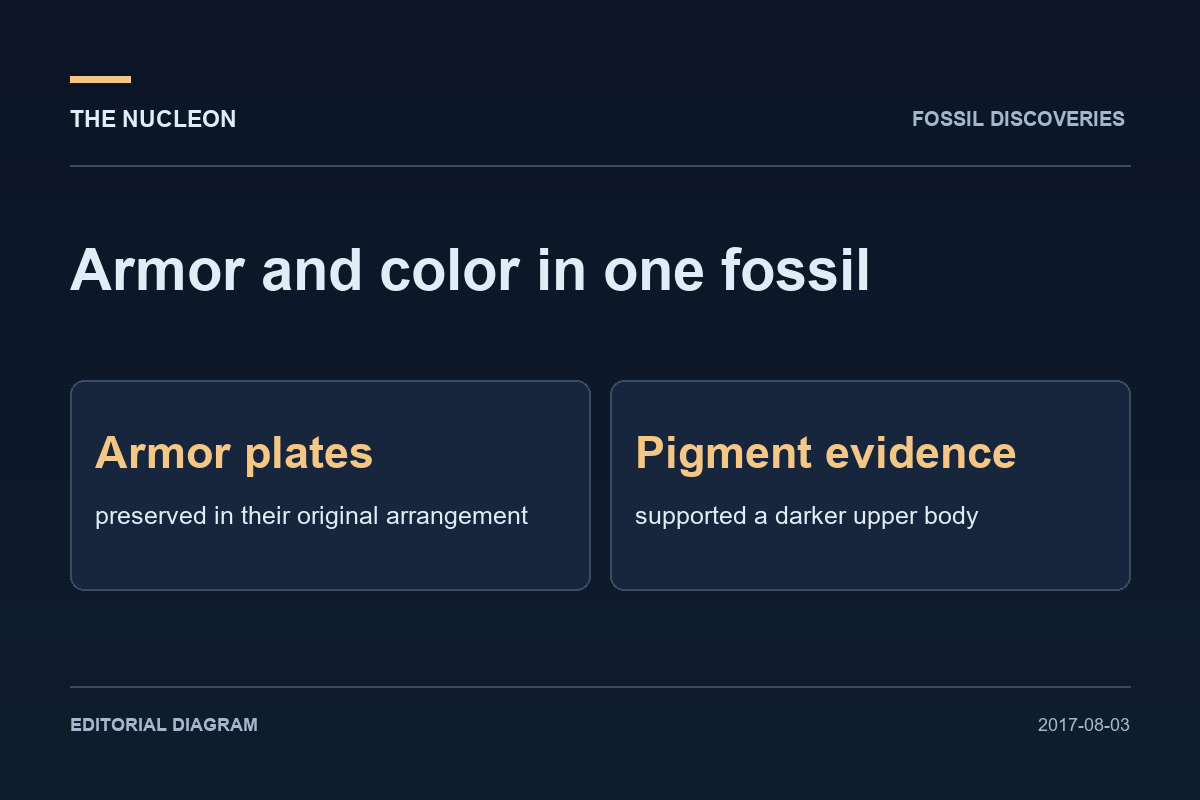 THE NUCLEON
FOSSIL DISCOVERIES
Armor and color in one fossil
Armor plates
preserved in their original arrangement
Pigment evidence
supported a darker upper body
EDITORIAL DIAGRAM
2017-08-03